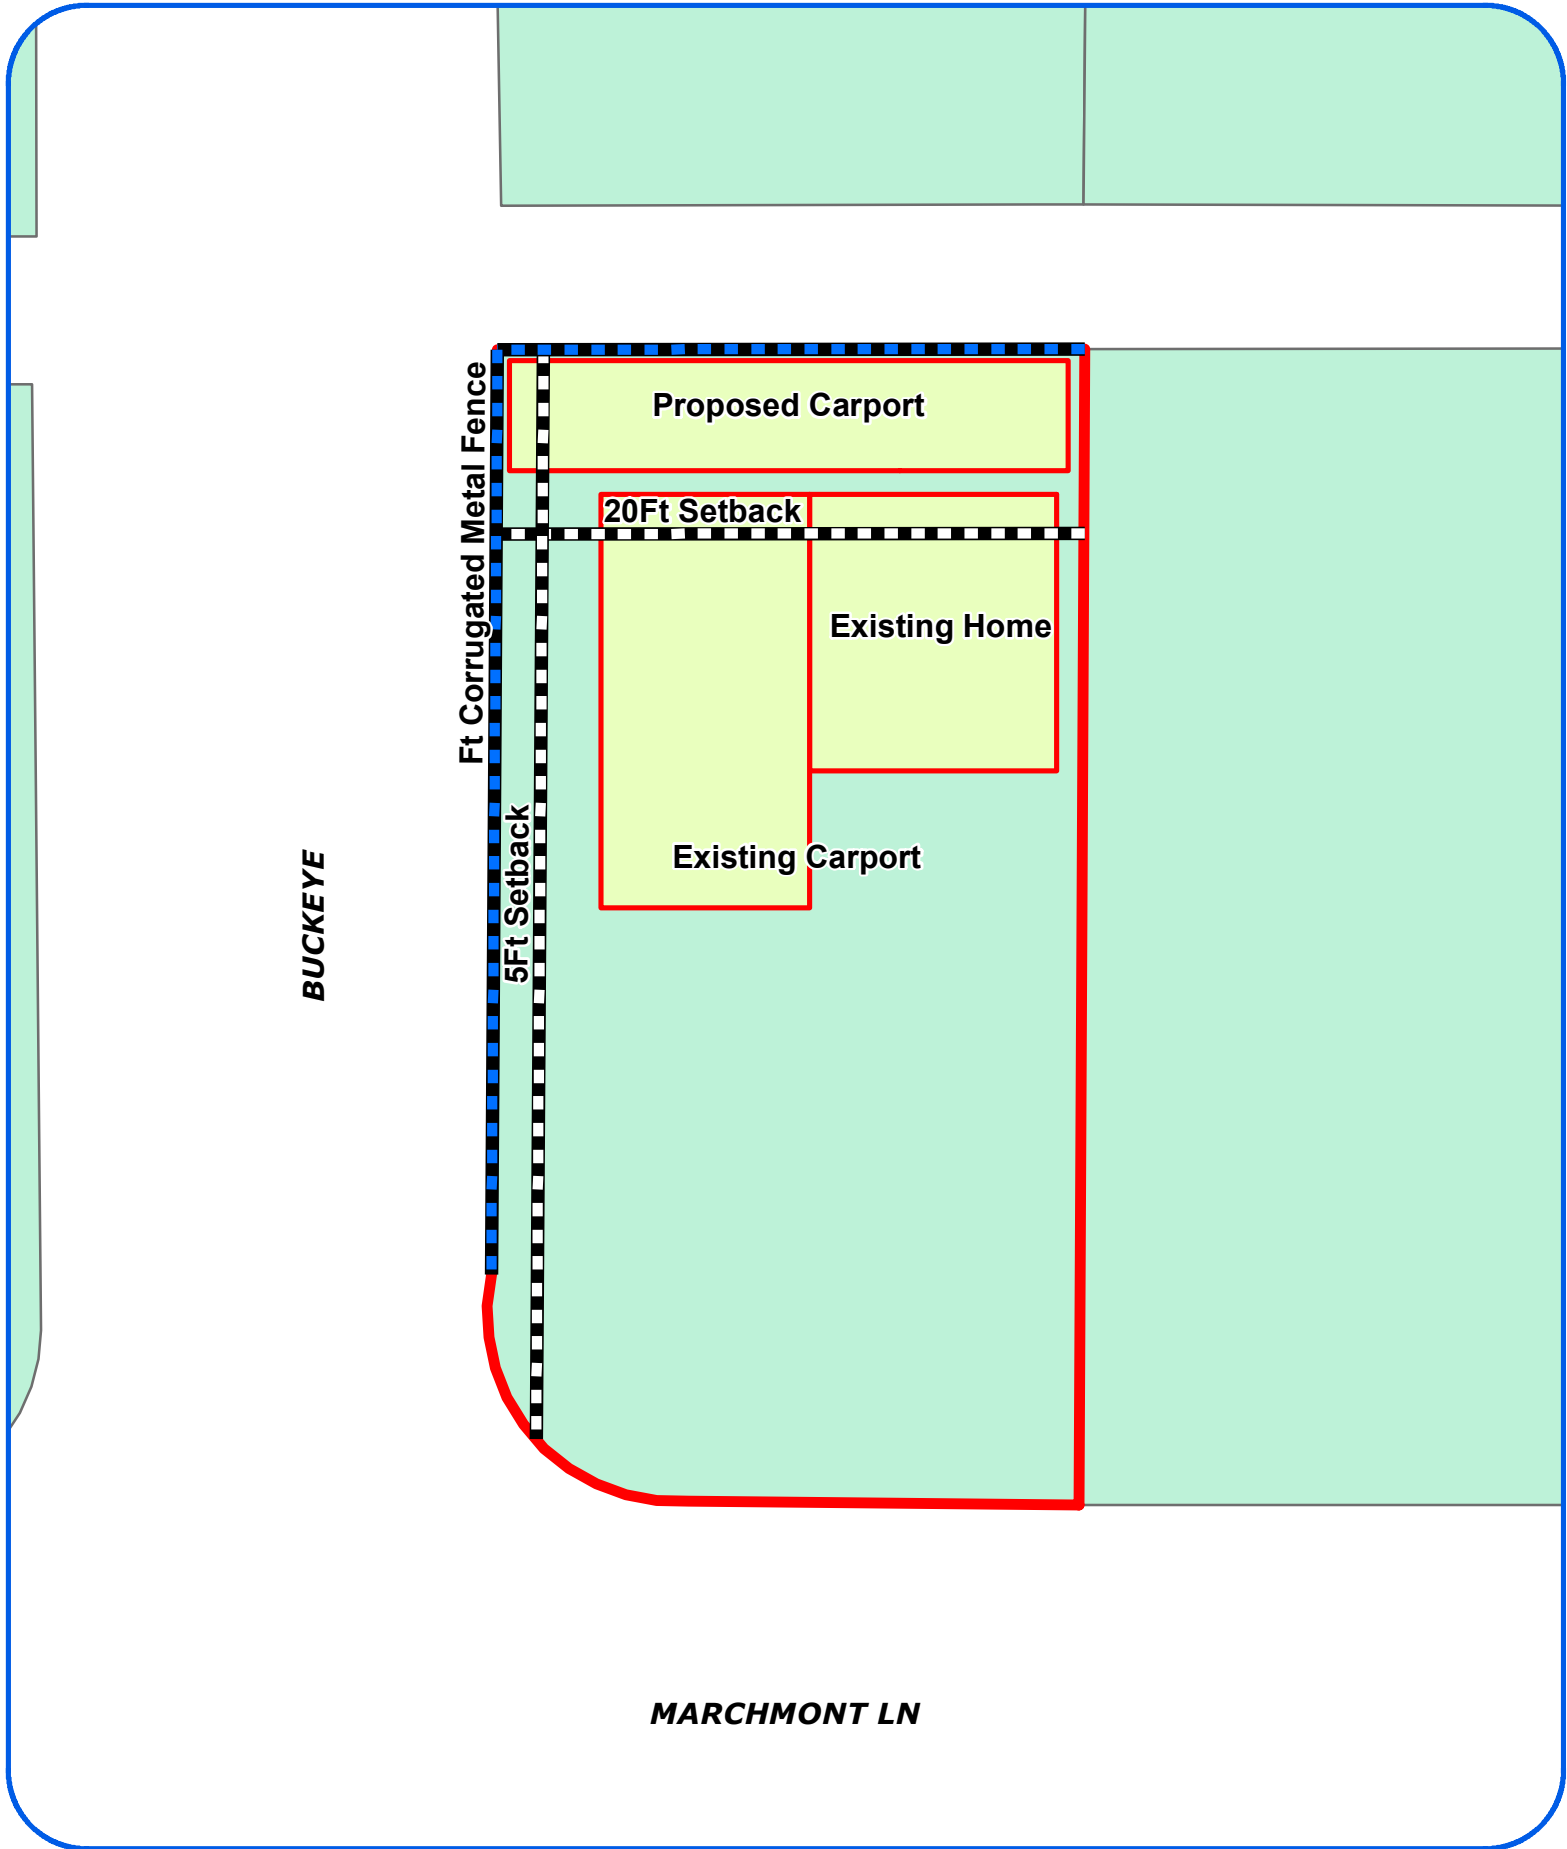 Proposed Carport
Ft Corrugated Metal Fence
20Ft Setback
Existing Home
5Ft Setback
Existing Carport
BUCKEYE
MARCHMONT LN